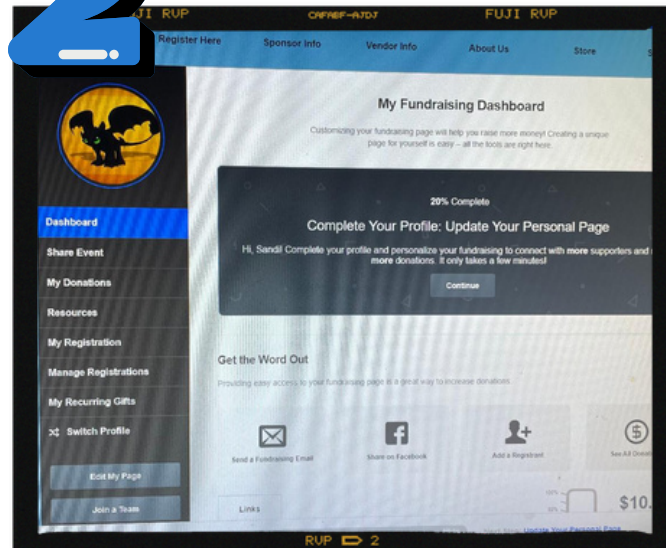 FUJI RUP
FUJI RUP
2
Register Here
Sponsor Info
Vendor Info
About Us
Store
My Fundraising Dashboard
Customizing your fundraising page will help you raise more money! Creating a unique
page for yourself is easy – all the tools are right here.
20% Complete
Complete Your Profile: Update Your Personal Page
Hi, Sandi! Complete your profile and personalize your fundraising to connect with more supporters and
more donations. It only takes a few minutes!
Continue
Dashboard
Share Event
My Donations
Resources
My Registration
Manage Registrations
My Recurring Gifts
Switch Profile
Edit My Page
Join a Team
Get the Word Out
Providing easy access to your fundraising page is a great way to increase donations.
Send a Fundraising Email
Share on Facebook
Add a Registrant
See All
Links
100%
$10.
Update Your Personal Page
RUP 2